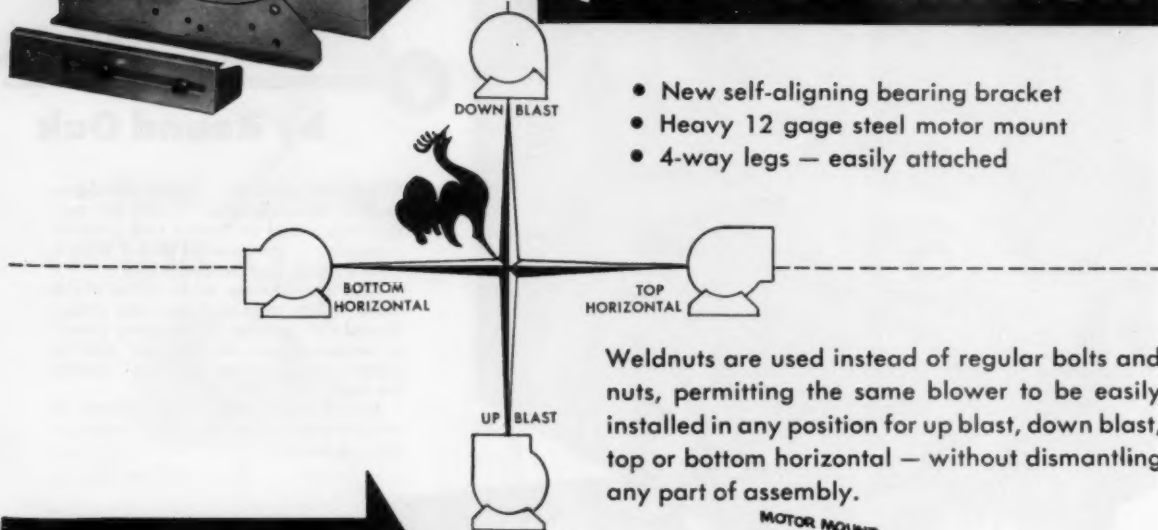 DOWN BLAST
• New self-aligning bearing bracket
• Heavy 12 gage steel motor mount
• 4-way legs — easily attached
BOTTOM
HORIZONTAL
TOP
HORIZONTAL
Weldnuts are used instead of regular bolts and
nuts, permitting the same blower to be easily
installed in any position for up blast, down blast,
top or bottom horizontal — without dismantling
any part of assembly.
UP BLAST
MOTOR MOUNT